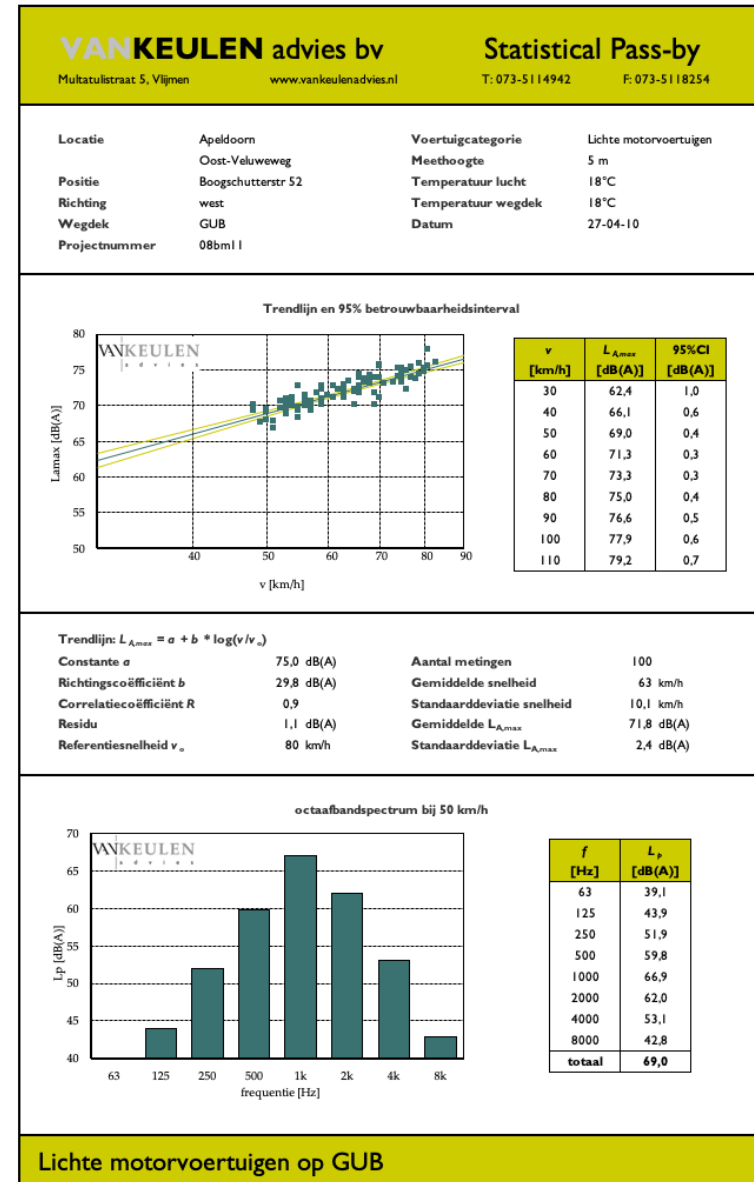 VANKEULEN advies bv Statistical Pass-by
Multatulistraat 5, Vlijmen www.vankeulenadvies.nl T: 073-5114942 F: 073-5118254
Locatie Apeldoorn Voertuigcategorie Lichte motorvoertuigen
Oost-Veluweweg Meethoogte 5 m
Positie Boogschutterstr 52 Temperatuur lucht 18°C
Richting west Temperatuur wegdek 18°C
Wegdek GUB Datum 27-04-10
Projectnummer 08bm11
Trendlijn en 95% betrouwbaarheidsinterval
VANKEULEN
advies
80
75
70
65
60
55
50
Lamax [dB(A)]
40 50 60 70 80 90
v [km/h]
v L A,max 95%CI
[km/h] [dB(A)] [dB(A)]
30 62,4 1,0
40 66,1 0,6
50 69,0 0,4
60 71,3 0,3
70 73,3 0,3
80 75,0 0,4
90 76,6 0,5
100 77,9 0,6
110 79,2 0,7
Trendlijn: L A,max = a + b * log(v/v o)
Constante a 75,0 dB(A) Aantal metingen 100
Richtingscoëfficiënt b 29,8 dB(A) Gemiddelde snelheid 63 km/h
Correlatiecoëfficiënt R 0,9 Standaarddeviatie snelheid 10,1 km/h
Residu 1,1 dB(A) Gemiddelde LA,max 71,8 dB(A)
Referentiesnelheid v o 80 km/h Standaarddeviatie LA,max 2,4 dB(A)
octaafbandspectrum bij 50 km/h
VANKEULEN
advies
70
65
60
55
50
45
40
Lp [dB(A)]
63 125 250 500 1k 2k 4k 8k
frequentie [Hz]
f L p
[Hz] [dB(A)]
63 39,1
125 43,9
250 51,9
500 59,8
1000 66,9
2000 62,0
4000 53,1
8000 42,8
totaal 69,0
Lichte motorvoertuigen op GUB